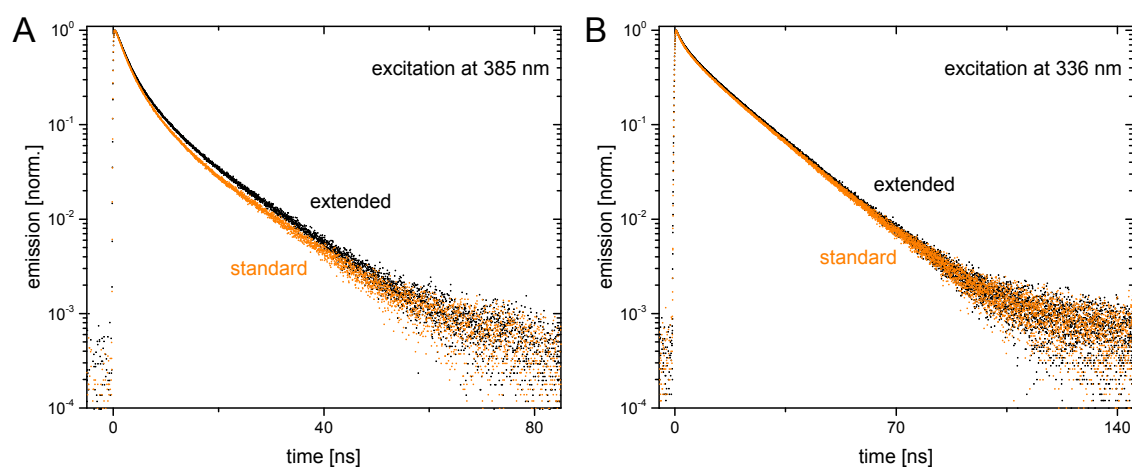 A
excitation at 385 nm
extended
standard
emission [norm.]
10^0
10^-1
10^-2
10^-3
10^-4
0
40
80
time [ns]
B
excitation at 336 nm
extended
standard
emission [norm.]
10^0
10^-1
10^-2
10^-3
10^-4
0
70
140
time [ns]